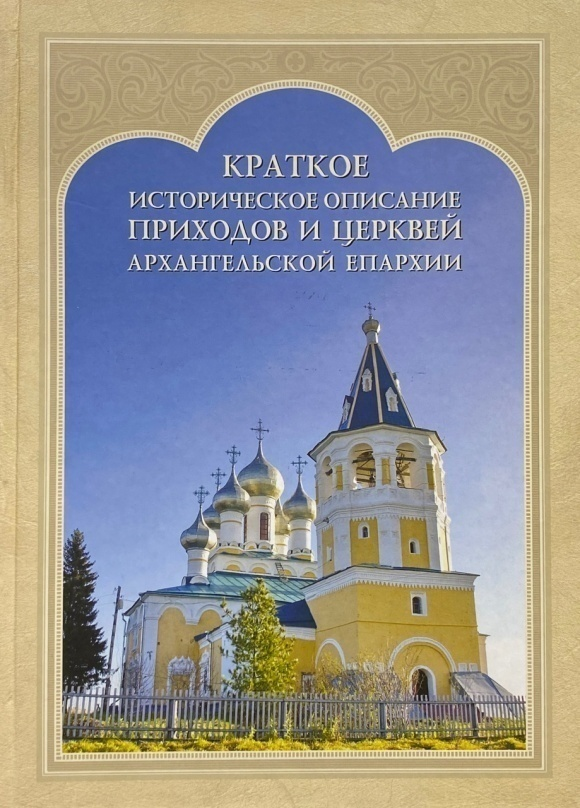 КРАТКОЕ
ИСТОРИЧЕСКОЕ ОПИСАНИЕ
ПРИХОДОВ И ЦЕРКВЕЙ
АРХАНГЕЛЬСКОЙ ЕПАРХИИ